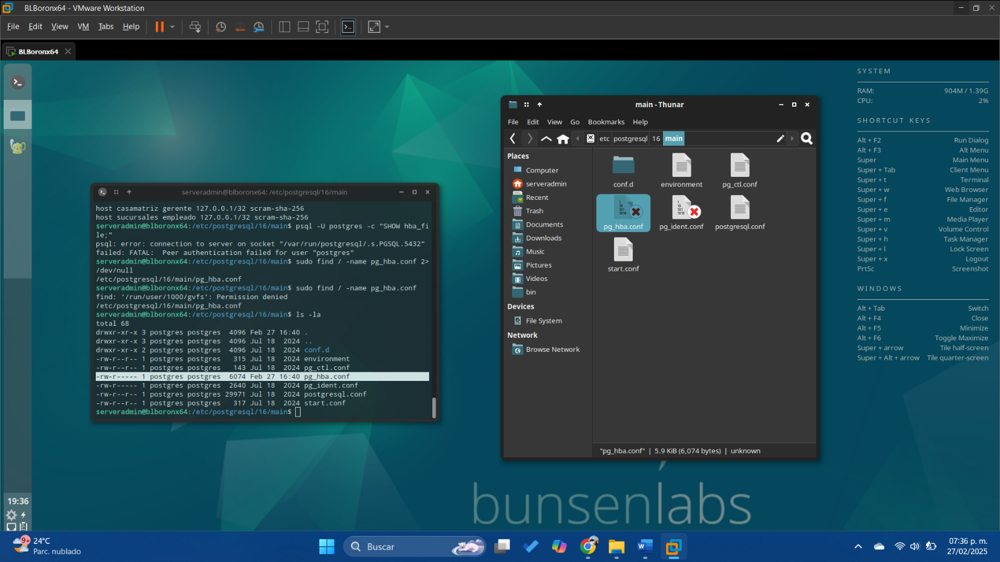 BLBoronx64 - VMware Workstation
File Edit View VM Tabs Help
BLBoronx64
serveradmin@blboronx64: /etc/postgresql/16/main
host casamatriz gerente 127.0.0.1/32 scram-sha-256
host sucursales empleado 127.0.0.1/32 scram-sha-256
serveradmin@blboronx64:/etc/postgresql/16/main$ psql -U postgres -c "SHOW hba_fi
le;"
psql: error: connection to server on socket "/var/run/postgresql/.s.PGSQL.5432"
failed: FATAL:  Peer authentication failed for user "postgres"
serveradmin@blboronx64:/etc/postgresql/16/main$ sudo find / -name pg_hba.conf 2>
/dev/null
/etc/postgresql/16/main/pg_hba.conf
serveradmin@blboronx64:/etc/postgresql/16/main$ sudo find / -name pg_hba.conf
find: ‘/run/user/1000/gvfs’: Permission denied
/etc/postgresql/16/main/pg_hba.conf
serveradmin@blboronx64:/etc/postgresql/16/main$ ls -la
total 68
drwxr-xr-x 3 postgres postgres  4096 Feb 27 16:40 .
drwxr-xr-x 3 postgres postgres  4096 Jul 18  2024 ..
drwxr-xr-x 2 postgres postgres  4096 Jul 18  2024 conf.d
-rw-r--r-- 1 postgres postgres   315 Jul 18  2024 environment
-rw-r--r-- 1 postgres postgres   143 Jul 18  2024 pg_ctl.conf
-rw-r----- 1 postgres postgres  6074 Feb 27 16:40 pg_hba.conf
-rw-r----- 1 postgres postgres  2640 Jul 18  2024 pg_ident.conf
-rw-r--r-- 1 postgres postgres 29971 Jul 18  2024 postgresql.conf
-rw-r--r-- 1 postgres postgres   317 Jul 18  2024 start.conf
serveradmin@blboronx64:/etc/postgresql/16/main$
main - Thunar
File Edit View Go Bookmarks Help
etc postgresql 16 main
Places
Computer
serveradmin
Recent
Trash
Documents
Downloads
Music
Pictures
Videos
bin
Devices
File System
Network
Browse Network
conf.d environment pg_ctl.conf
pg_hba.conf pg_ident.conf postgresql.conf
start.conf
"pg_hba.conf" | 5.9 KiB (6,074 bytes) | unknown
SYSTEM
RAM: 904M / 1.39G
CPU: 2%
SHORTCUT KEYS
Alt + F2 Run Dialog
Alt + F3 Alt Menu
Super Main Menu
Super + Tab Client Menu
Super + t Terminal
Super + w Web Browser
Super + f File Manager
Super + e Editor
Super + m Media Player
Super + v Volume Control
Super + h Task Manager
Super + l Lock Screen
Super + x Logout
PrtSc Screenshot
WINDOWS
Alt + Tab Switch
Alt + F4 Close
Alt + F5 Minimize
Alt + F6 Toggle Maximize
Super + arrow Tile half-screen
Super + Alt + arrow Tile quarter-screen
bunsenlabs
19:36
9+
24°C
Parc. nublado
Buscar
07:36 p. m.
27/02/2025